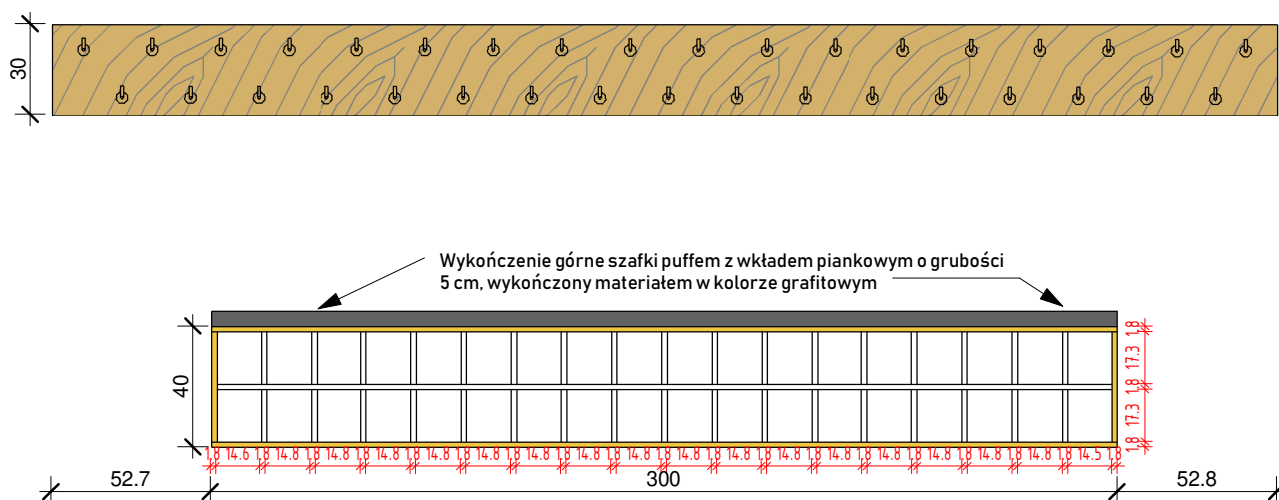 30
Wykończenie górne szafki puffem z wkładem piankowym o grubości
5 cm, wykończony materiałem w kolorze grafitowym
40
1.8 17.3 1.8 17.3 1.8
1.8 14.6 1.8 14.8 1.8 14.8 1.8 14.8 1.8 14.8 1.8 14.8 1.8 14.8 1.8 14.8 1.8 14.8 1.8 14.8 1.8 14.8 1.8 14.8 1.8 14.8 1.8 14.8 1.8 14.8 1.8 14.8 1.8 14.8 1.8 14.5 1.8
52.7 300 52.8